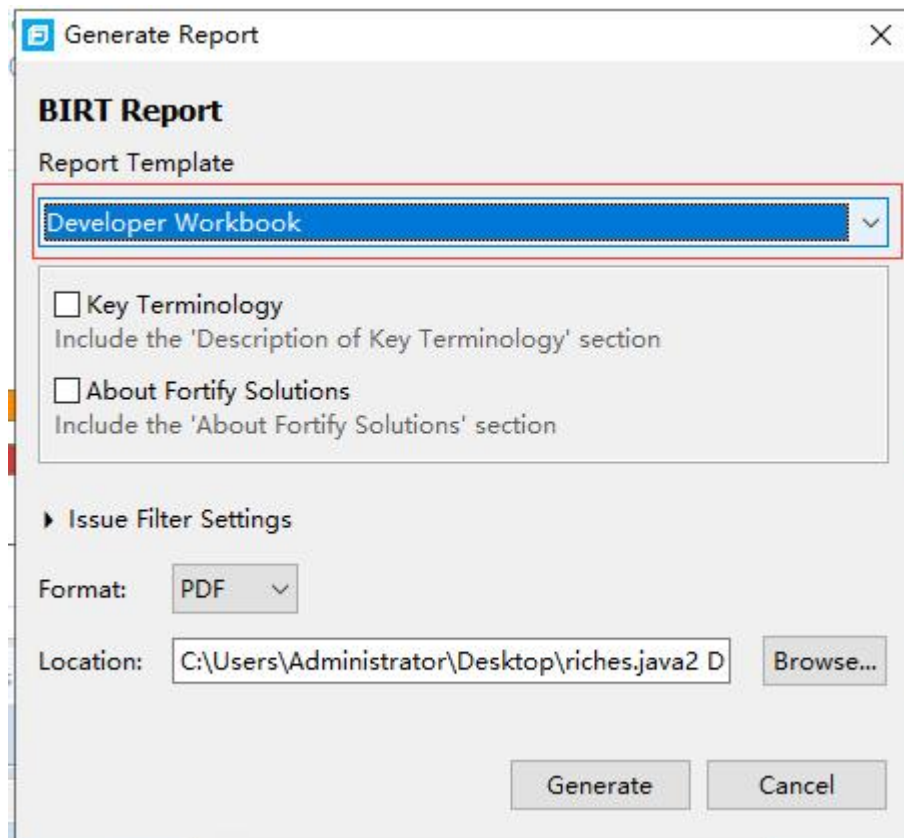 Generate Report
BIRT Report
Report Template
Developer Workbook
Key Terminology
Include the 'Description of Key Terminology' section
About Fortify Solutions
Include the 'About Fortify Solutions' section
Issue Filter Settings
Format: PDF
Location: C:\Users\Administrator\Desktop\riches.java2 D Browse...
Generate Cancel